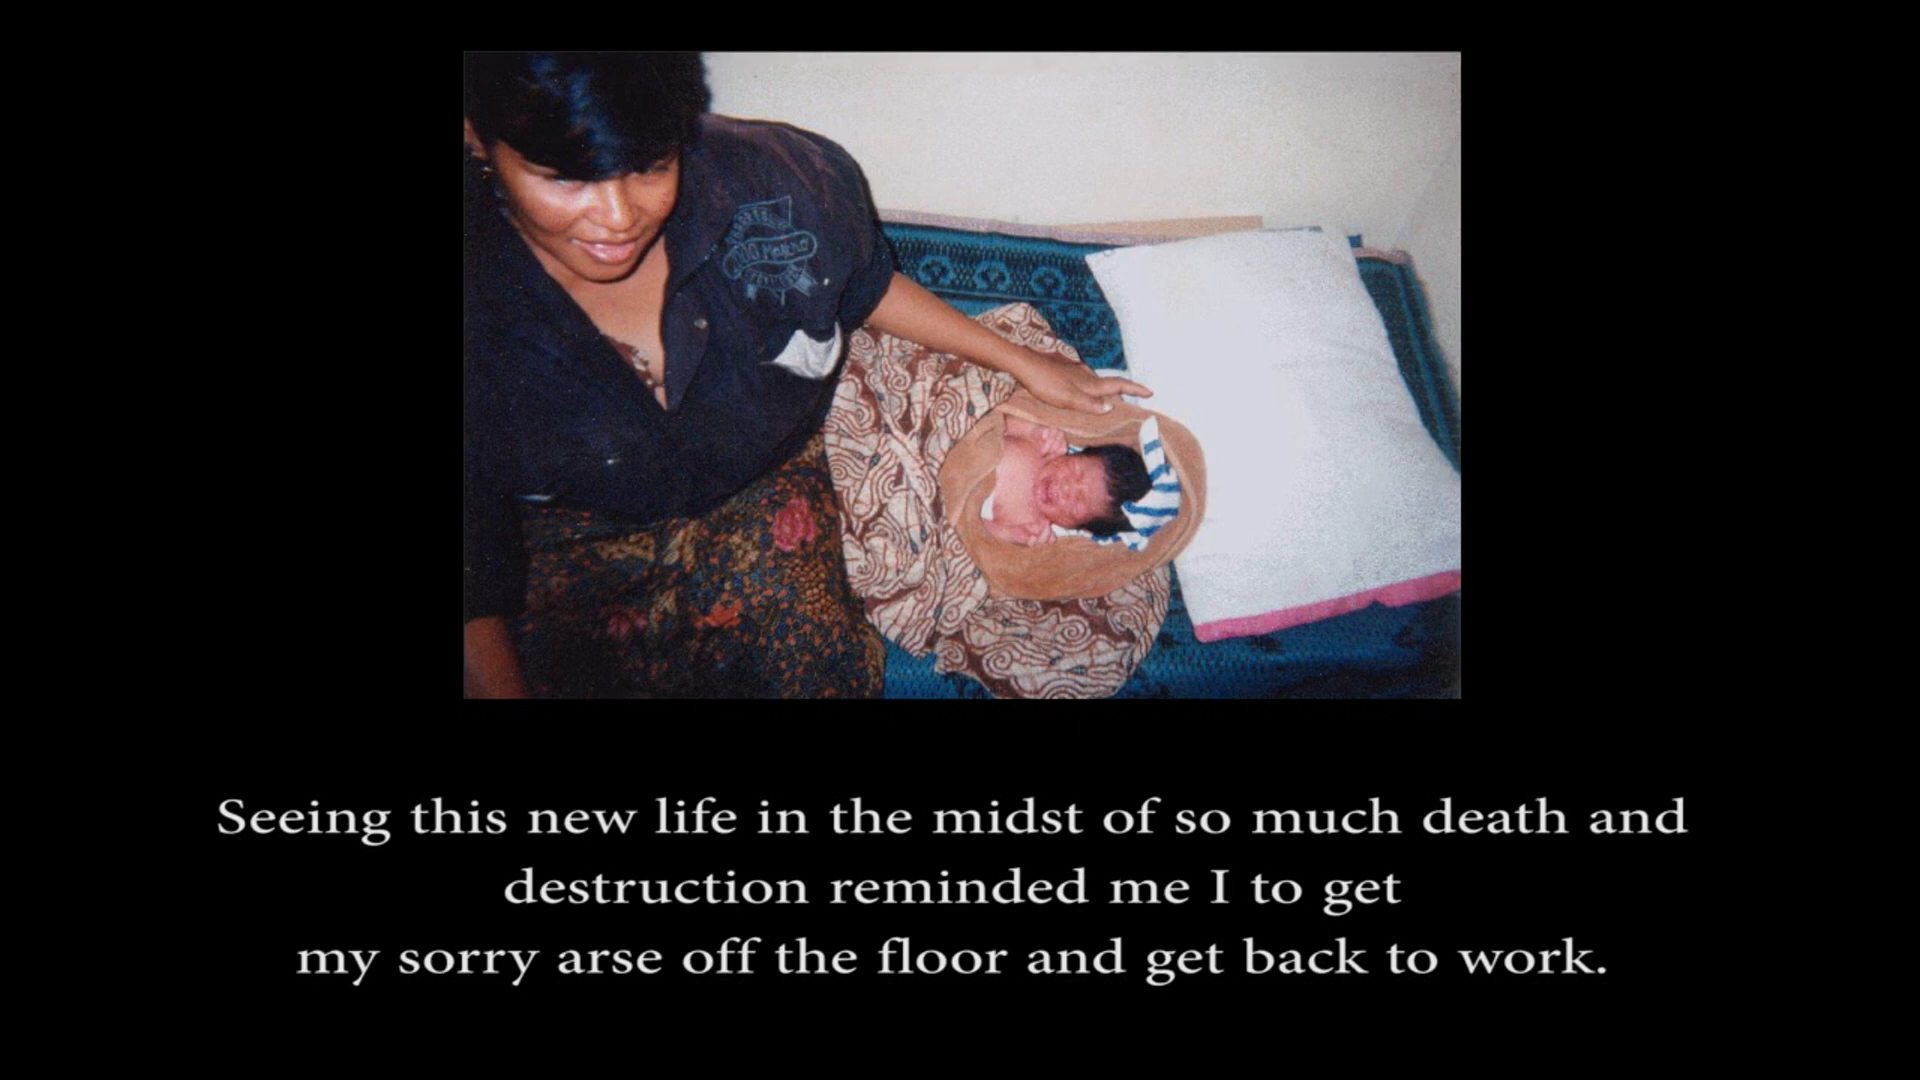 Seeing this new life in the midst of so much death and
destruction reminded me I to get
my sorry arse off the floor and get back to work.